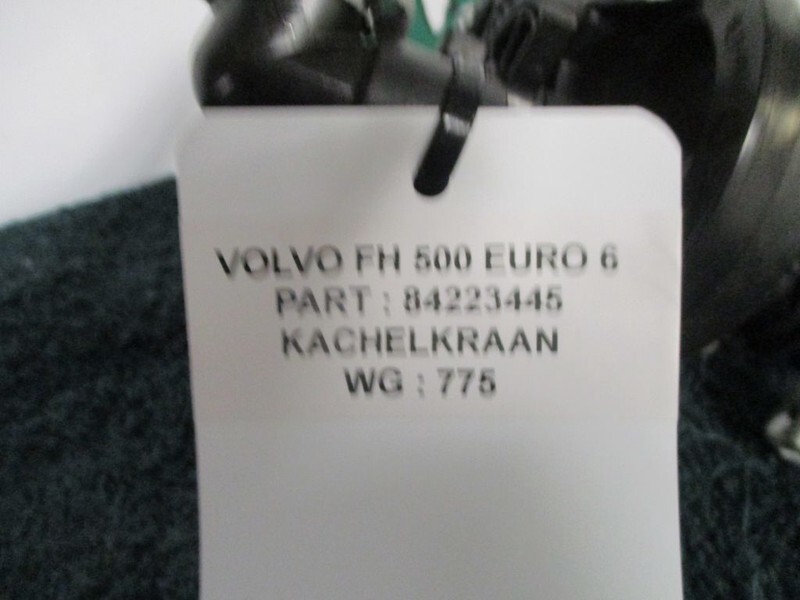 VOLVO FH 500 EURO 6
PART : 84223445
KACHELKRAAN
WG : 775